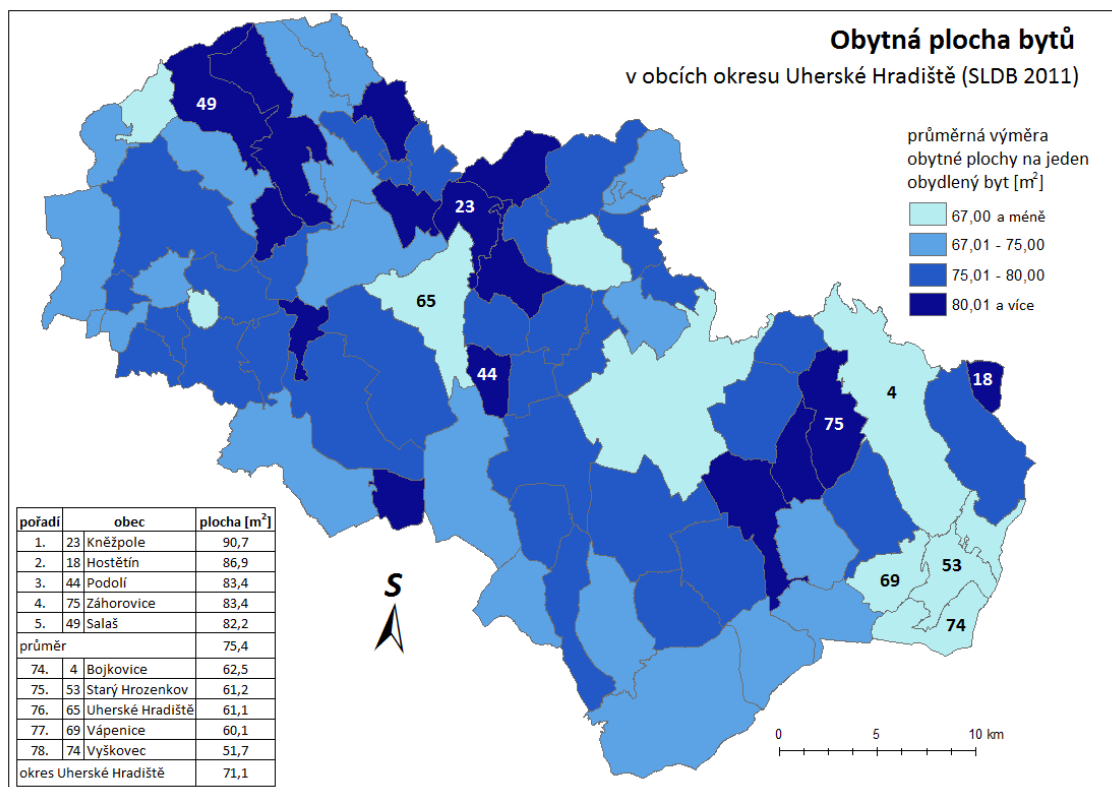 Obytná plocha bytů
v obcích okresu Uherské Hradiště (SLDB 2011)
průměrná výměra
obytné plochy na jeden
obydlený byt [m²]
67,00 a méně
67,01 - 75,00
75,01 - 80,00
80,01 a více
49
23
65
44
75
4
18
69
53
74
pořadí obec plocha [m²]
1. 23 Kněžpole 90,7
2. 18 Hostětín 86,9
3. 44 Podolí 83,4
4. 75 Záhorovice 83,4
5. 49 Salaš 82,2
průměr 75,4
74. 4 Bojkovice 62,5
75. 53 Starý Hrozenkov 61,2
76. 65 Uherské Hradiště 61,1
77. 69 Vápenice 60,1
78. 74 Vyškovec 51,7
okres Uherské Hradiště 71,1
S
0 5 10 km